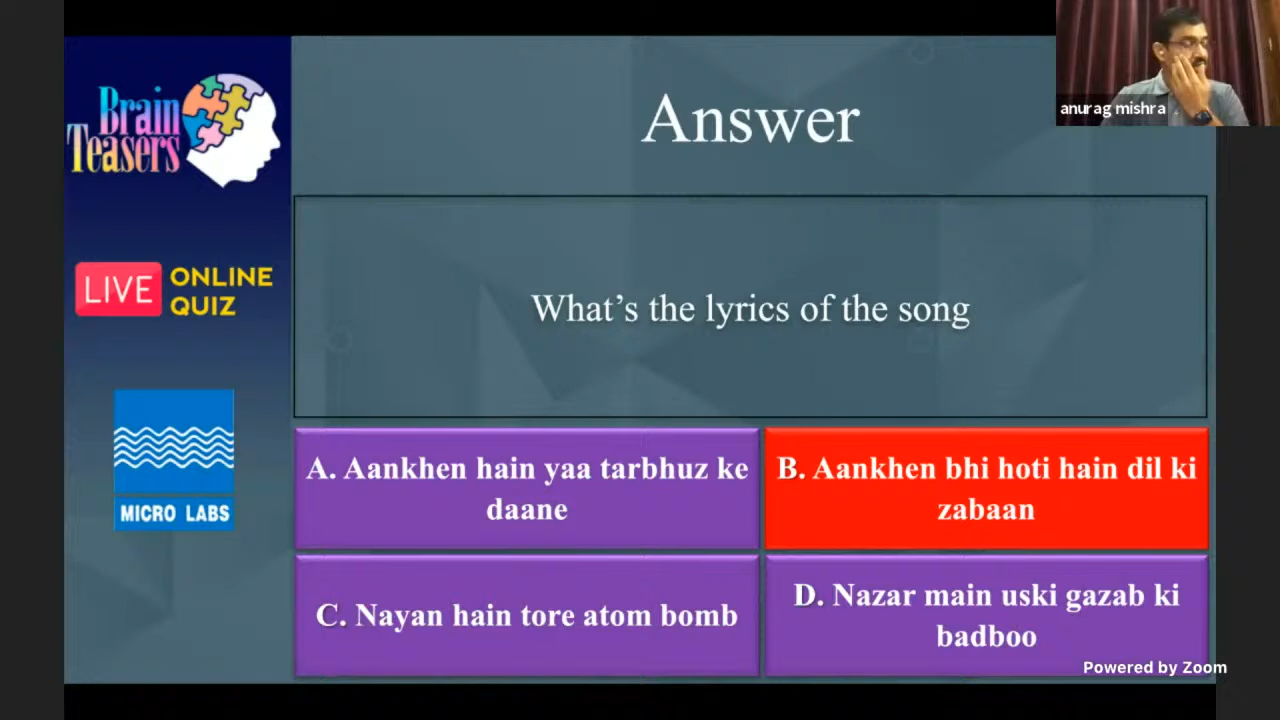 Brain
Teasers
LIVE ONLINE
QUIZ
MICRO LABS
Answer
anurag mishra
What’s the lyrics of the song
A. Aankhen hain yaa tarbhuz ke
daane
B. Aankhen bhi hoti hain dil ki
zabaan
C. Nayan hain tore atom bomb
D. Nazar main uski gazab ki
badboo
Powered by Zoom